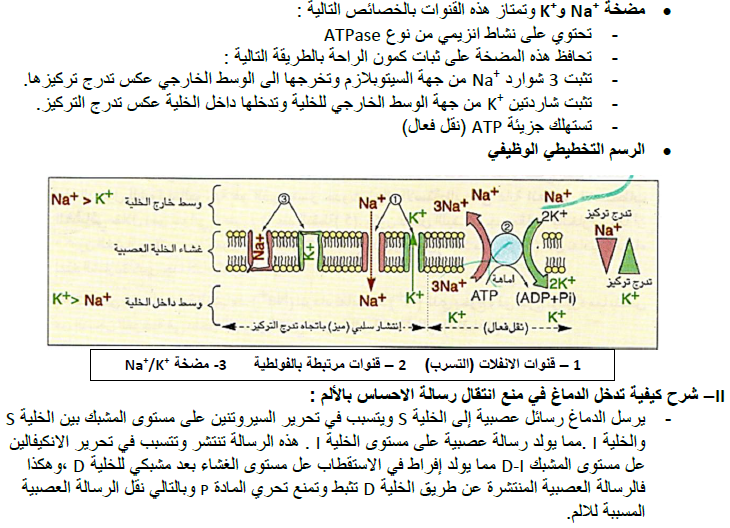 • مضخة Na⁺ و K⁺ وتمتاز هذه القنوات بالخصائص التالية :
- تحتوي على نشاط انزيمي من نوع ATPase
- تحافظ هذه المضخة على ثبات كمون الراحة بالطريقة التالية :
- تثبت 3 شوارد Na⁺ من جهة السيتوبلازم وتخرجها الى الوسط الخارجي عكس تدرج تركيزها.
- تثبت شاردتين K⁺ من جهة الوسط الخارجي للخلية وتدخلها داخل الخلية عكس تدرج التركيز.
- تستهلك جزيئة ATP (نقل فعال)
• الرسم التخطيطي الوظيفي
Na⁺ > K⁺
وسط خارج الخلية
③
Na⁺
①
K⁺
3Na⁺
Na⁺
②
Na⁺
2K⁺
تدرج تركيز
Na⁺
غشاء الخلية العصبية
Na⁺
K⁺
K⁺> Na⁺
وسط داخل الخلية
Na⁺
K⁺
3Na⁺
اماهة
ATP
(ADP+Pi)
2K⁺
تدرج تركيز
K⁺
K⁺
K⁺
إنتشار سلبي (ميز) باتجاه تدرج التركيز
(نقل فعال)
1 – قنوات الانفلات (التسرب) 2 – قنوات مرتبطة بالفولطية 3- مضخة Na⁺/K⁺
II– شرح كيفية تدخل الدماغ في منع انتقال رسالة الاحساس بالألم :
- يرسل الدماغ رسائل عصبية إلى الخلية S ويتسبب في تحرير السيروتنين على مستوى المشبك بين الخلية S
والخلية I .مما يولد رسالة عصبية على مستوى الخلية I . هذه الرسالة تنتشر وتتسبب في تحرير الانكيفالين
عل مستوى المشبك D-I مما يولد إفراط في الاستقطاب عل مستوى الغشاء بعد مشبكي للخلية D ،وهكذا
فالرسالة العصبية المنتشرة عن طريق الخلية D تثبط وتمنع تحري المادة P وبالتالي نقل الرسالة العصبية
المسببة للالم.